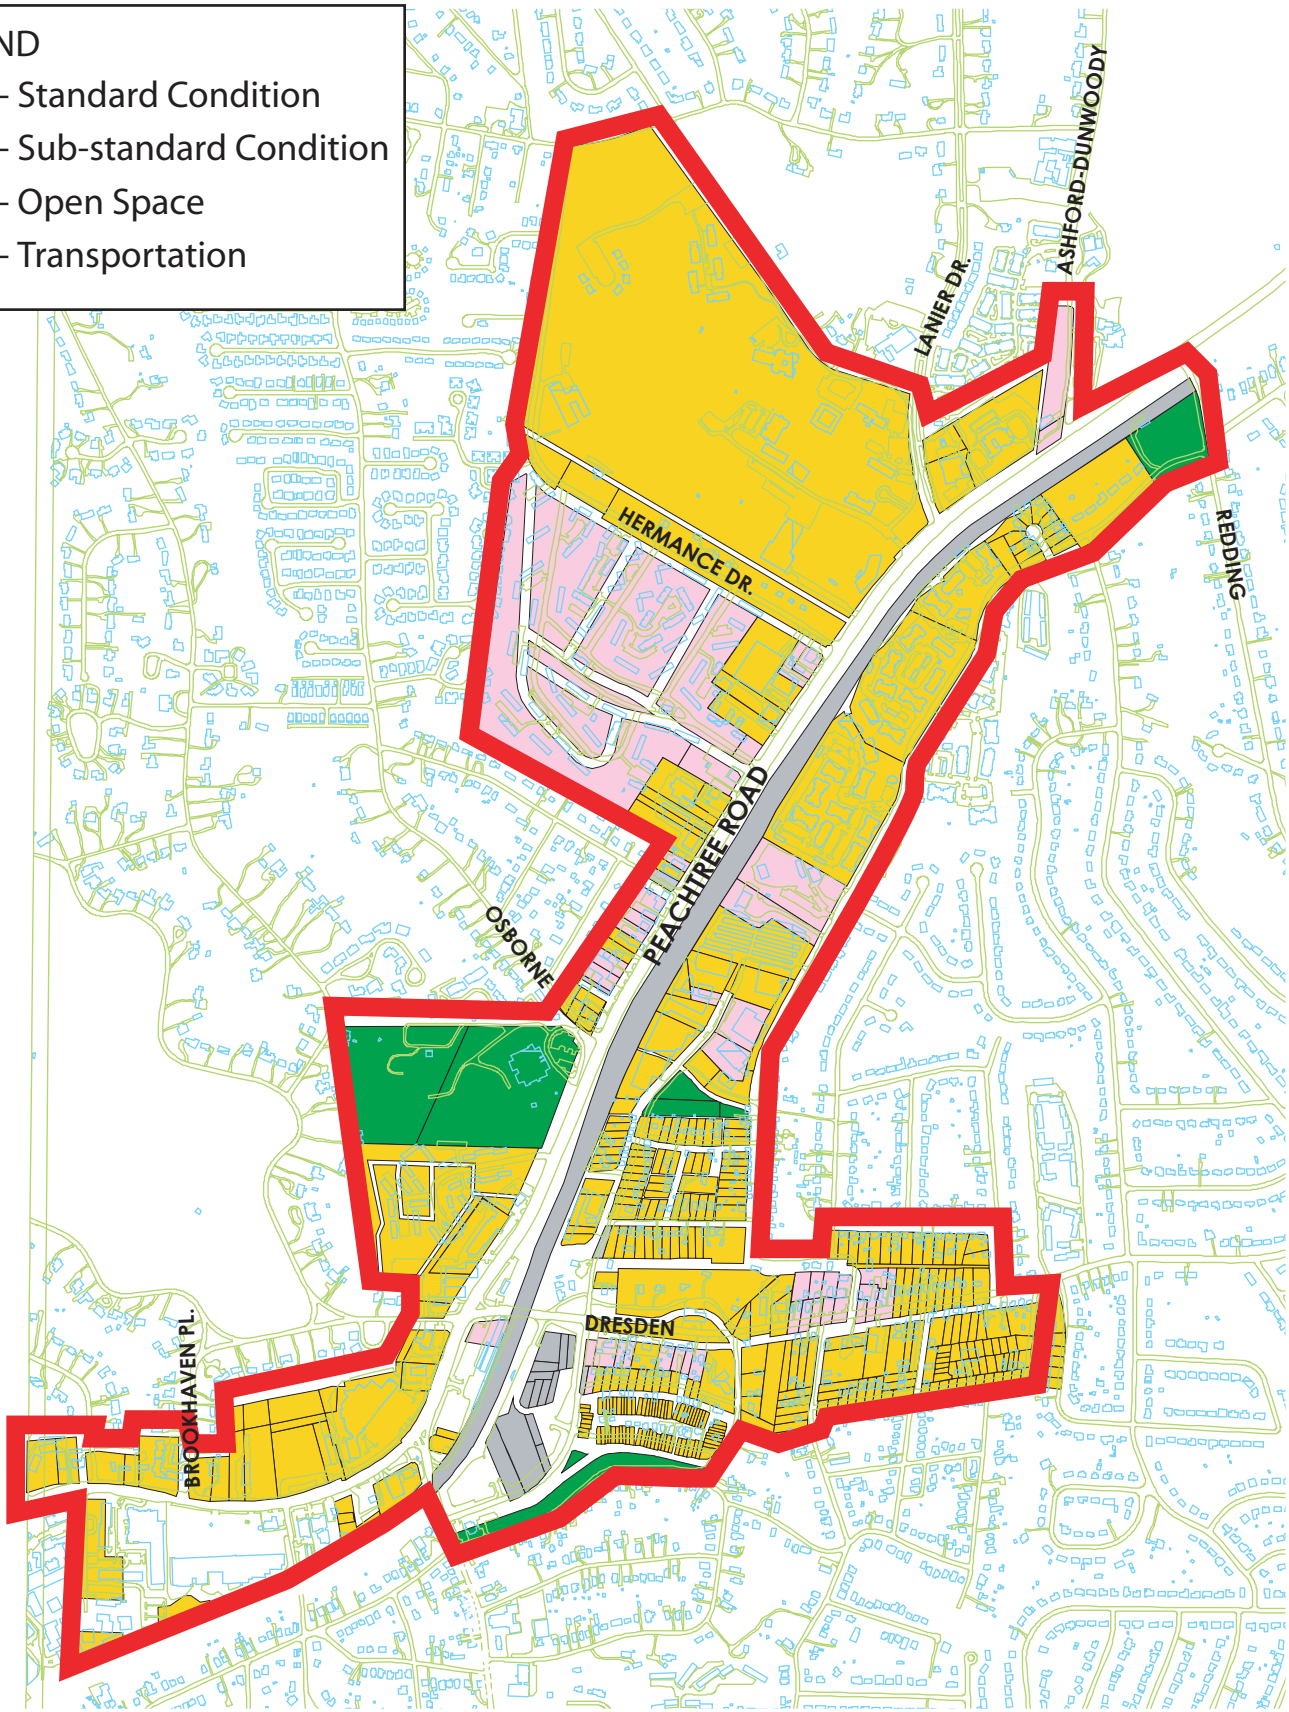 ND
- Standard Condition
- Sub-standard Condition
- Open Space
- Transportation
ASHFORD-DUNWOODY
LANIER DR.
HERMANCE DR.
REDDING
PEACHTREE ROAD
OSBORNE
DRESDEN
BROOKHAVEN PL.